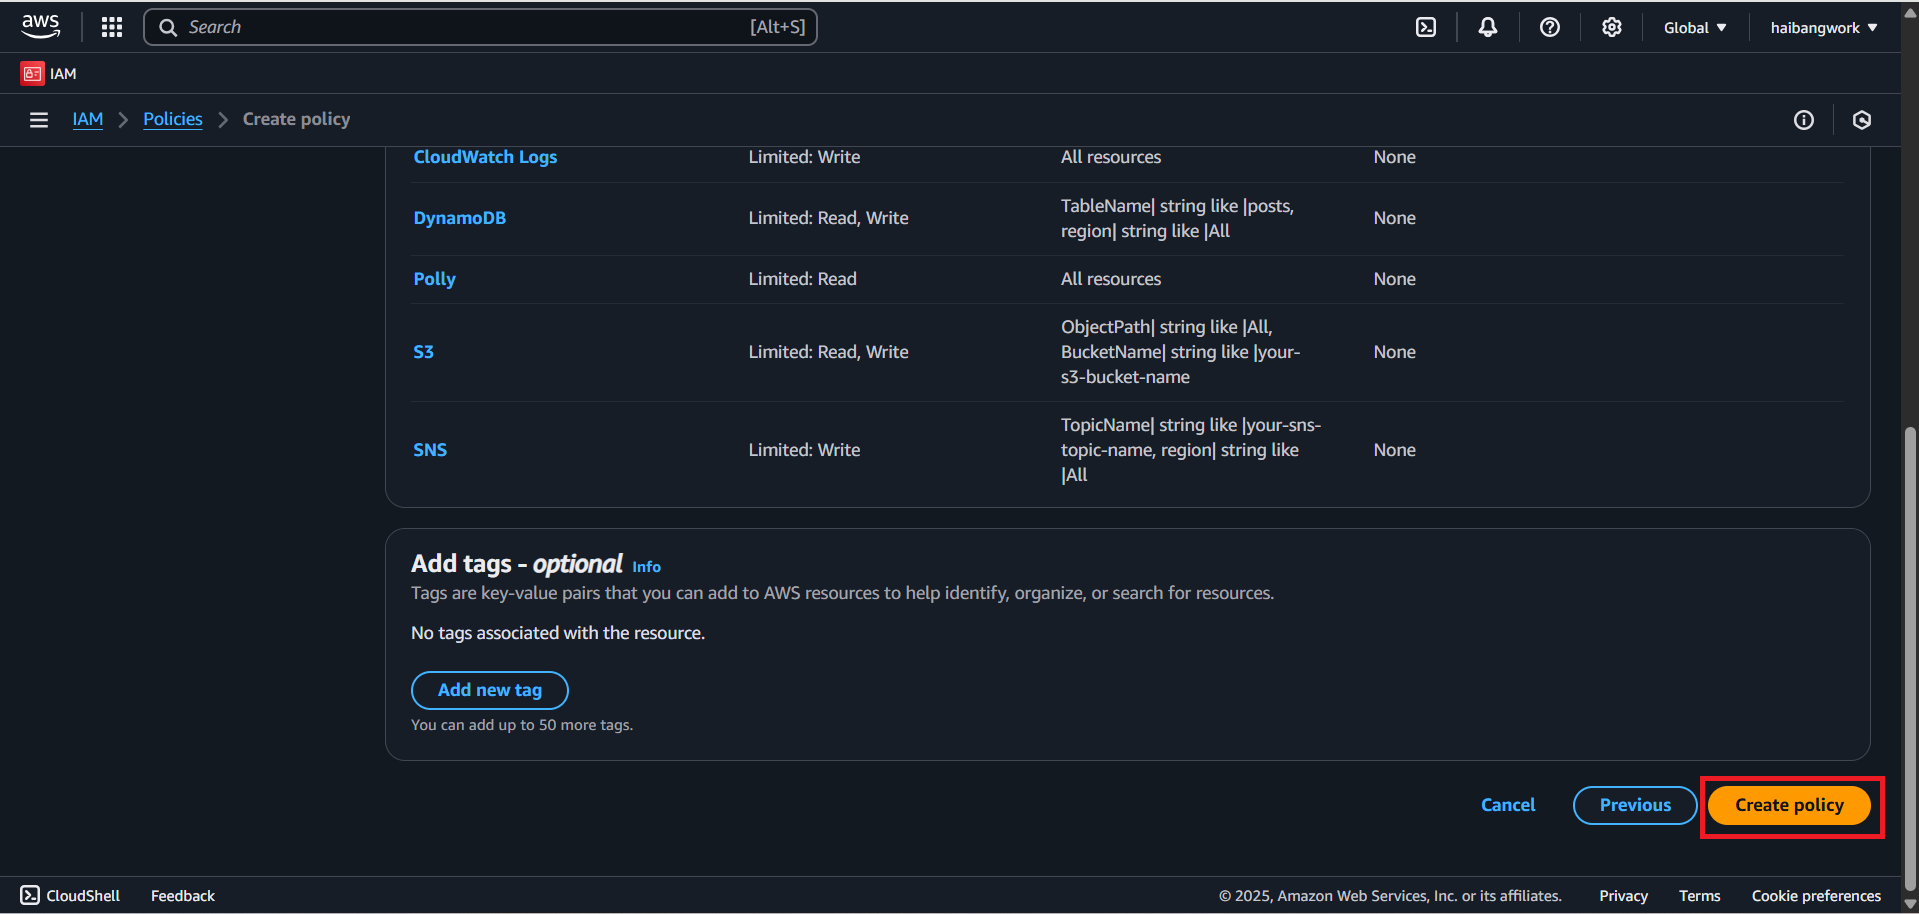 aws Search [Alt+S] Global haibangwork
IAM
IAM Policies Create policy
CloudWatch Logs Limited: Write All resources None
DynamoDB Limited: Read, Write TableName| string like |posts, None
region| string like |All
Polly Limited: Read All resources None
ObjectPath| string like |All,
S3 Limited: Read, Write BucketName| string like |your- None
s3-bucket-name
TopicName| string like |your-sns-
SNS Limited: Write topic-name, region| string like None
|All
Add tags - optional Info
Tags are key-value pairs that you can add to AWS resources to help identify, organize, or search for resources.
No tags associated with the resource.
Add new tag
You can add up to 50 more tags.
Cancel Previous Create policy
CloudShell Feedback © 2025, Amazon Web Services, Inc. or its affiliates. Privacy Terms Cookie preferences